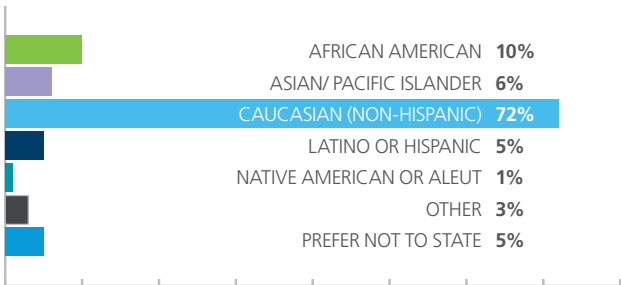 AFRICAN AMERICAN 10%
ASIAN/ PACIFIC ISLANDER 6%
CAUCASIAN (NON-HISPANIC) 72%
LATINO OR HISPANIC 5%
NATIVE AMERICAN OR ALEUT 1%
OTHER 3%
PREFER NOT TO STATE 5%